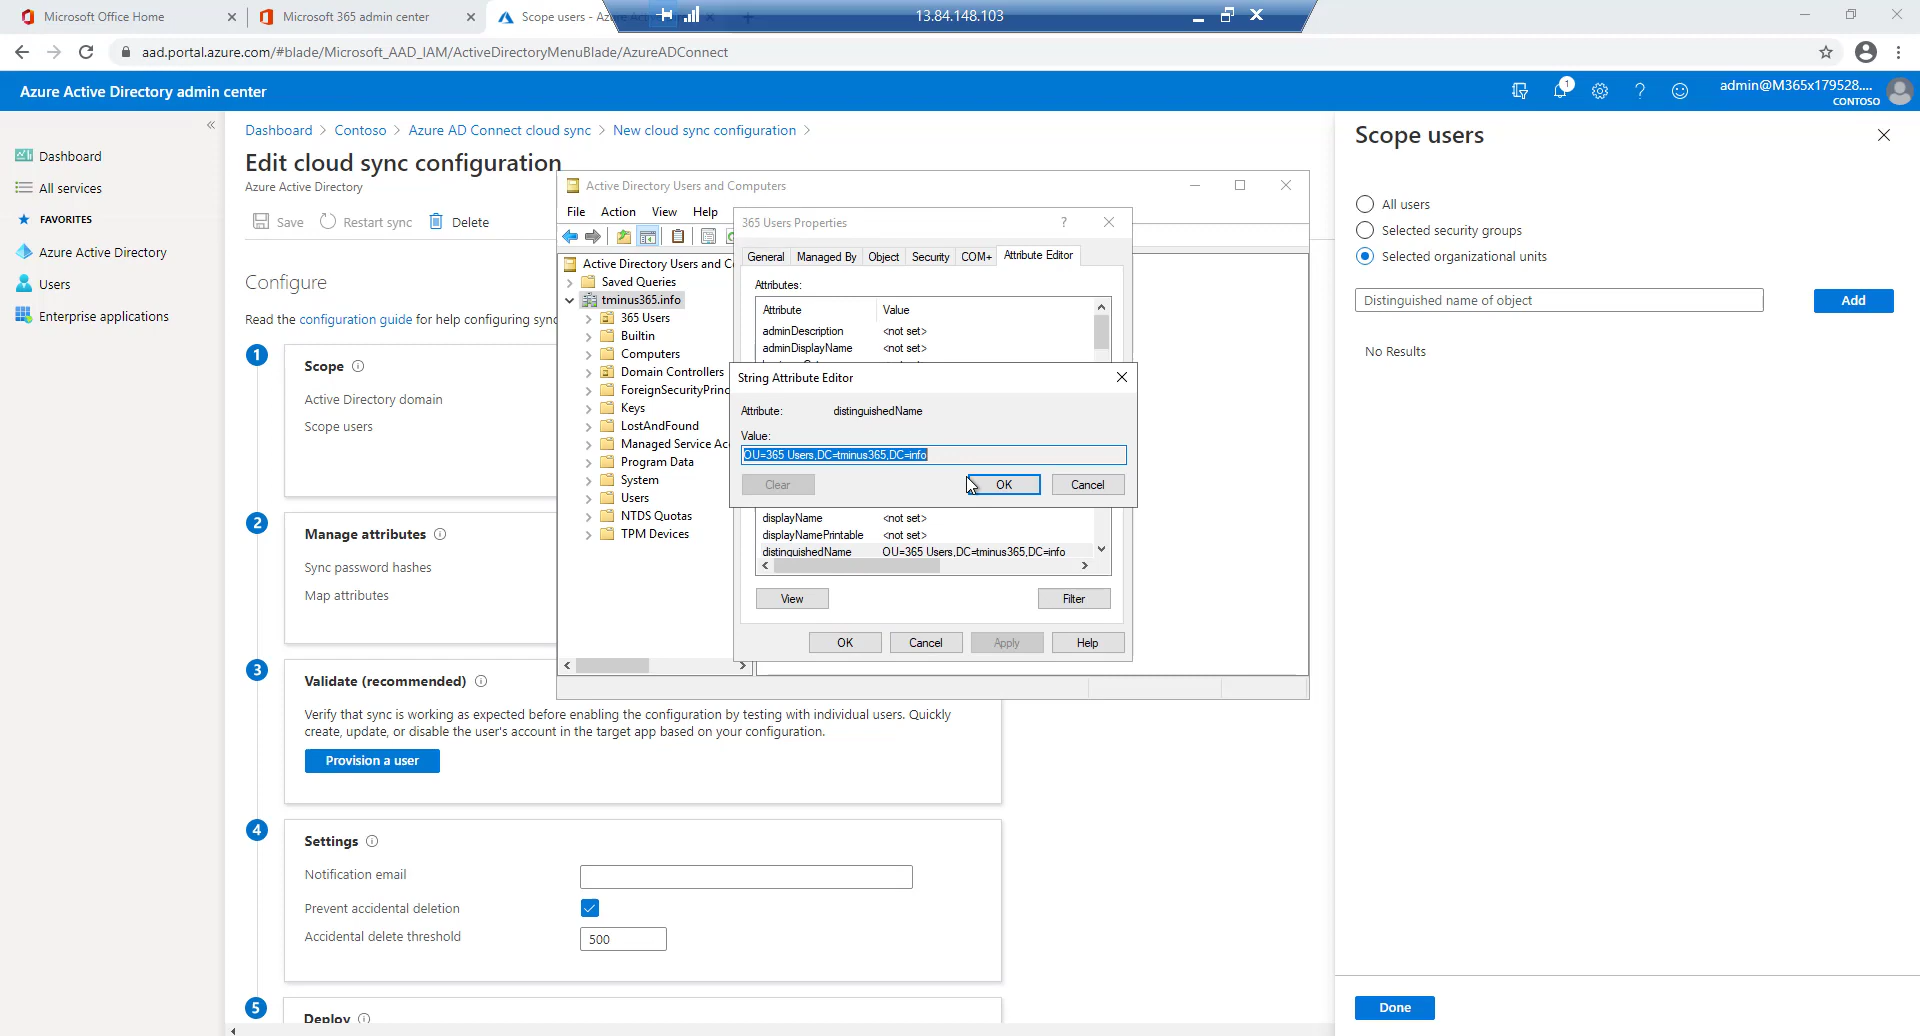 Microsoft Office Home
Microsoft 365 admin center
Scope users - Az
13.84.148.103
aad.portal.azure.com/#blade/Microsoft_AAD_IAM/ActiveDirectoryMenuBlade/AzureADConnect
Azure Active Directory admin center
1
admin@M365x179528....
CONTOSO
Dashboard
All services
FAVORITES
Azure Active Directory
Users
Enterprise applications
Dashboard > Contoso > Azure AD Connect cloud sync > New cloud sync configuration >
Edit cloud sync configuration
Azure Active Directory
Save
Restart sync
Delete
Configure
Read the configuration guide for help configuring sync
1
Scope
Active Directory domain
Scope users
2
Manage attributes
Sync password hashes
Map attributes
3
Validate (recommended)
Verify that sync is working as expected before enabling the configuration by testing with individual users. Quickly
create, update, or disable the user's account in the target app based on your configuration.
Provision a user
4
Settings
Notification email
Prevent accidental deletion
Accidental delete threshold
500
5
Deploy
Active Directory Users and Computers
File Action View Help
Active Directory Users and C
Saved Queries
tminus365.info
365 Users
Builtin
Computers
Domain Controllers
ForeignSecurityPrinc
Keys
LostAndFound
Managed Service Acc
Program Data
System
Users
NTDS Quotas
TPM Devices
365 Users Properties
?
General Managed By Object Security COM+ Attribute Editor
Attributes:
Attribute Value
adminDescription <not set>
adminDisplayName <not set>
String Attribute Editor
Attribute: distinguishedName
Value:
OU=365 Users,DC=tminus365,DC=info
Clear OK Cancel
displayName <not set>
displayNamePrintable <not set>
distinguishedName OU=365 Users,DC=tminus365,DC=info
View Filter
OK Cancel Apply Help
Scope users
All users
Selected security groups
Selected organizational units
Distinguished name of object
Add
No Results
Done